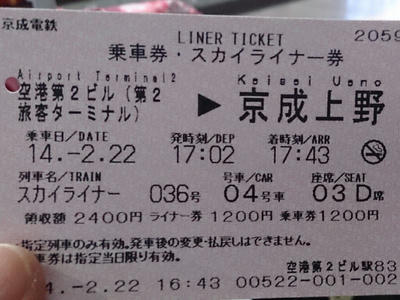 京成電鉄 LINER TICKET 2059
乗車券・スカイライナー券
Airport Terminal2 Keisei Ueno
空港第2ビル(第2旅客ターミナル) ▶ 京成上野
乗車日/DATE 発時刻/DEP 着時刻/ARR
14.-2.22 17:02 17:43
列車名/TRAIN 号車/CAR 座席/SEAT
スカイライナー 036号 04号車 03D席
領収額 2400円 ライナー券 1200円 乗車券 1200円
指定列車のみ有効。発車後の変更・払戻しはできません。
車券は指定当日限り有効。 空港第2ビル駅83
14.-2.22 16:43 00522-001-002